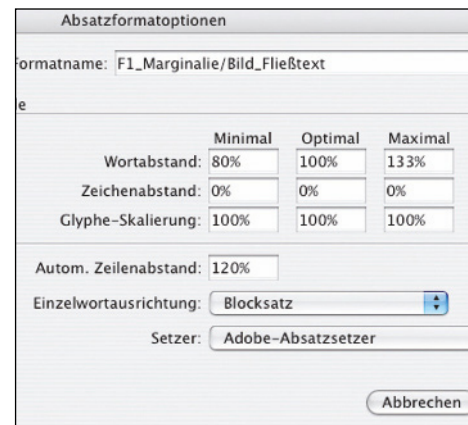 Absatzformatoptionen
Formatname: F1_Marginalie/Bild_Fließtext
e
Minimal Optimal Maximal
Wortabstand: 80% 100% 133%
Zeichenabstand: 0% 0% 0%
Glyphe-Skalierung: 100% 100% 100%
Autom. Zeilenabstand: 120%
Einzelwortausrichtung: Blocksatz
Setzer: Adobe-Absatzsetzer
Abbrechen